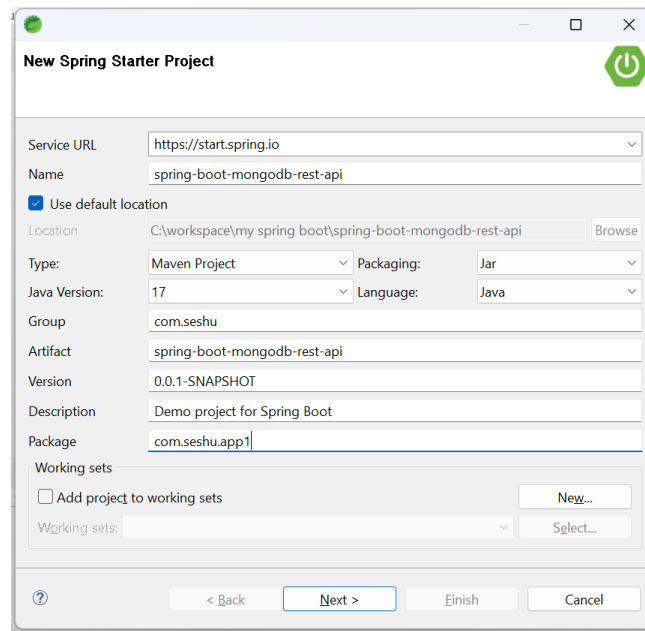 New Spring Starter Project
Service URL https://start.spring.io
Name spring-boot-mongodb-rest-api
Use default location
Location C:\workspace\my spring boot\spring-boot-mongodb-rest-api Browse
Type: Maven Project Packaging: Jar
Java Version: 17 Language: Java
Group com.seshu
Artifact spring-boot-mongodb-rest-api
Version 0.0.1-SNAPSHOT
Description Demo project for Spring Boot
Package com.seshu.app1
Working sets
Add project to working sets New...
Working sets: Select...
? < Back Next > Finish Cancel